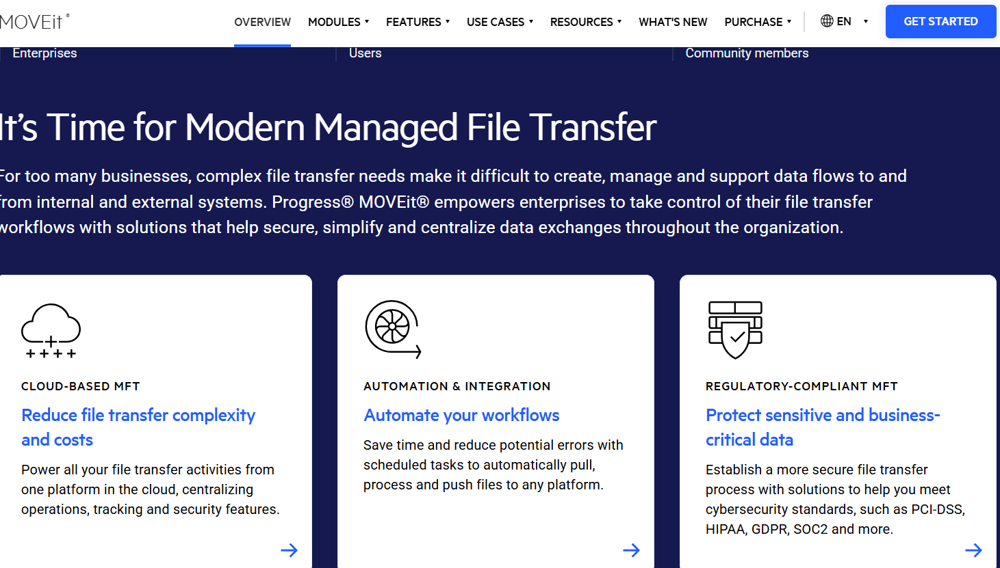 MOVEit®
OVERVIEW MODULES FEATURES USE CASES RESOURCES WHAT'S NEW PURCHASE EN GET STARTED
Enterprises Users Community members
It’s Time for Modern Managed File Transfer
For too many businesses, complex file transfer needs make it difficult to create, manage and support data flows to and
from internal and external systems. Progress® MOVEit® empowers enterprises to take control of their file transfer
workflows with solutions that help secure, simplify and centralize data exchanges throughout the organization.
CLOUD-BASED MFT
Reduce file transfer complexity
and costs
Power all your file transfer activities from
one platform in the cloud, centralizing
operations, tracking and security features.
AUTOMATION & INTEGRATION
Automate your workflows
Save time and reduce potential errors with
scheduled tasks to automatically pull,
process and push files to any platform.
REGULATORY-COMPLIANT MFT
Protect sensitive and business-
critical data
Establish a more secure file transfer
process with solutions to help you meet
cybersecurity standards, such as PCI-DSS,
HIPAA, GDPR, SOC2 and more.